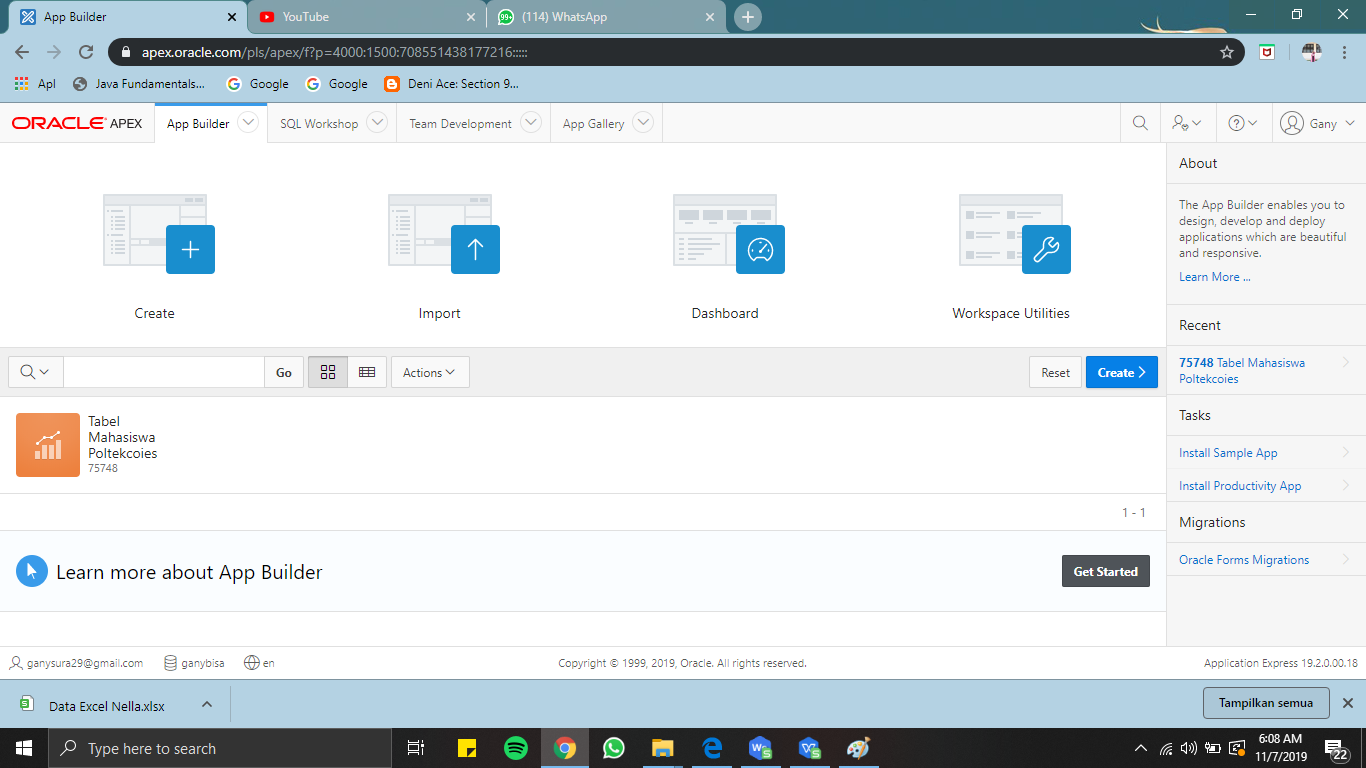 App Builder
YouTube
99+
(114) WhatsApp
apex.oracle.com/pls/apex/f?p=4000:1500:708551438177216:::::
Apl
Java Fundamentals...
Google
Google
Deni Ace: Section 9...
ORACLE APEX
App Builder
SQL Workshop
Team Development
App Gallery
Gany
Create
Import
Dashboard
Workspace Utilities
Go
Actions
Reset
Create
Tabel
Mahasiswa
Poltekcoies
75748
1 - 1
Learn more about App Builder
Get Started
About
The App Builder enables you to
design, develop and deploy
applications which are beautiful
and responsive.
Learn More ...
Recent
75748 Tabel Mahasiswa
Poltekcoies
Tasks
Install Sample App
Install Productivity App
Migrations
Oracle Forms Migrations
ganysura29@gmail.com
ganybisa
en
Copyright © 1999, 2019, Oracle. All rights reserved.
Application Express 19.2.0.00.18
Data Excel Nella.xlsx
Tampilkan semua
Type here to search
6:08 AM
11/7/2019
22